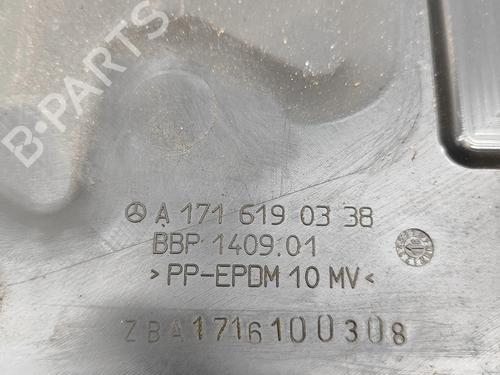 B-Parts
A 171 619 03 38
BBP 1409.01
>PP-EPDM 10 MV<
ZBA1716100308